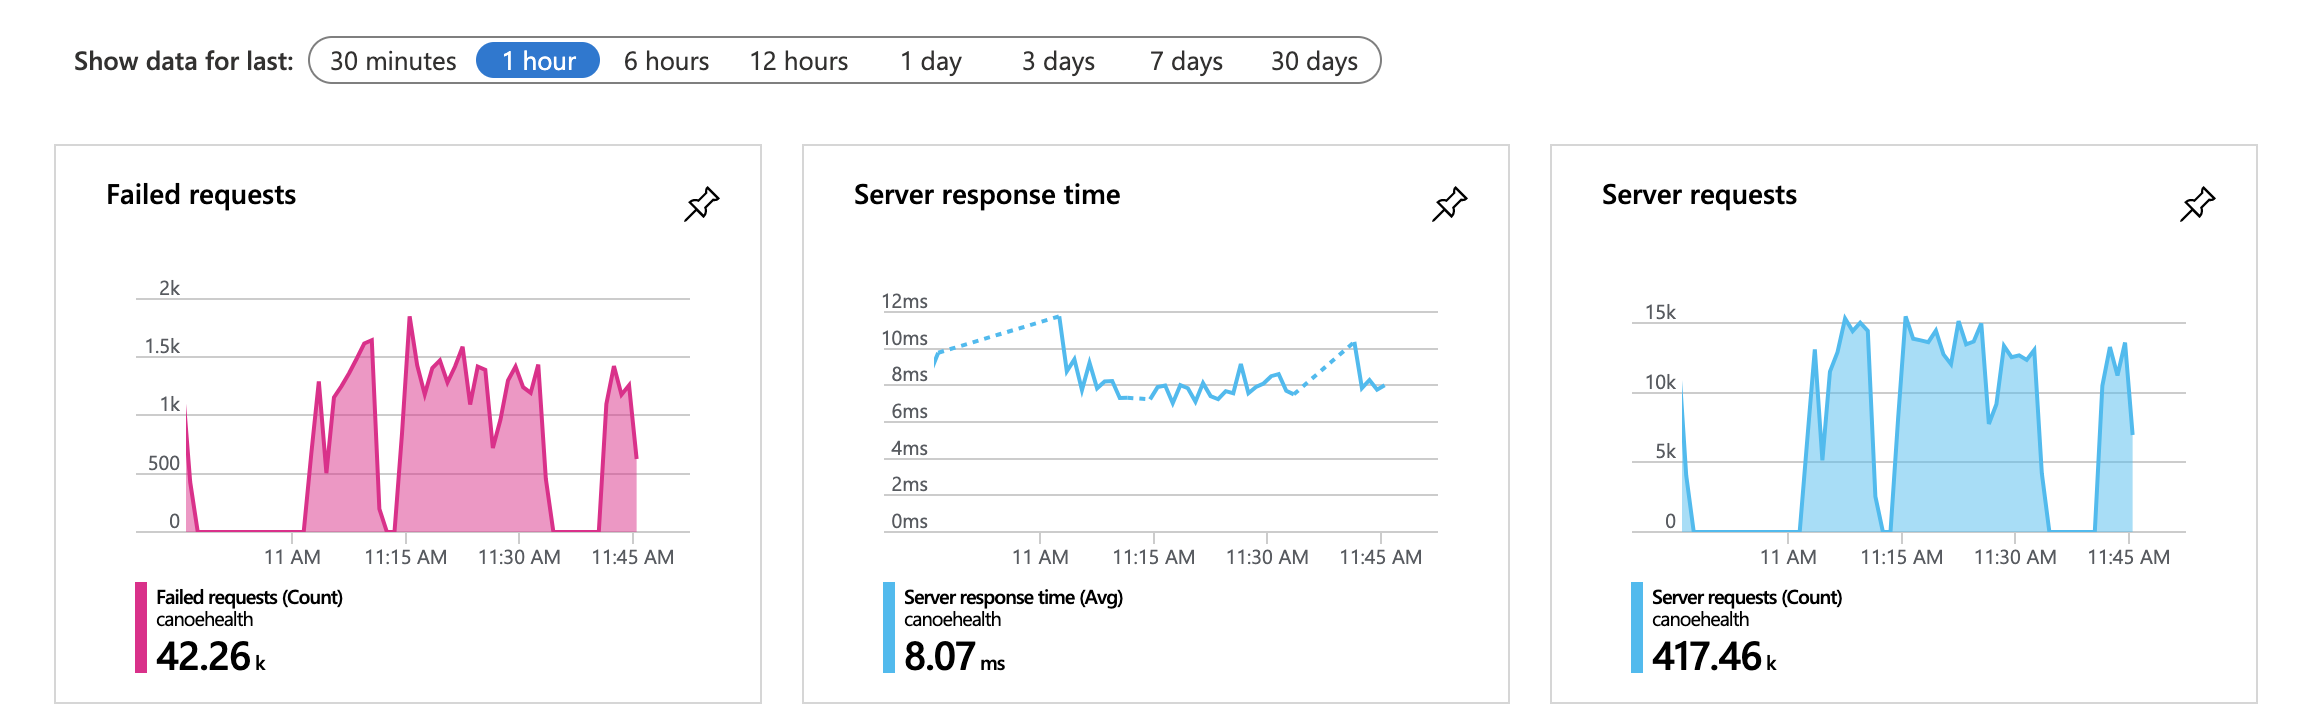 Show data for last: 30 minutes 1 hour 6 hours 12 hours 1 day 3 days 7 days 30 days
Failed requests
2k
1.5k
1k
500
0
11 AM 11:15 AM 11:30 AM 11:45 AM
Failed requests (Count)
canoehealth
42.26 k
Server response time
12ms
10ms
8ms
6ms
4ms
2ms
0ms
11 AM 11:15 AM 11:30 AM 11:45 AM
Server response time (Avg)
canoehealth
8.07 ms
Server requests
15k
10k
5k
0
11 AM 11:15 AM 11:30 AM 11:45 AM
Server requests (Count)
canoehealth
417.46 k